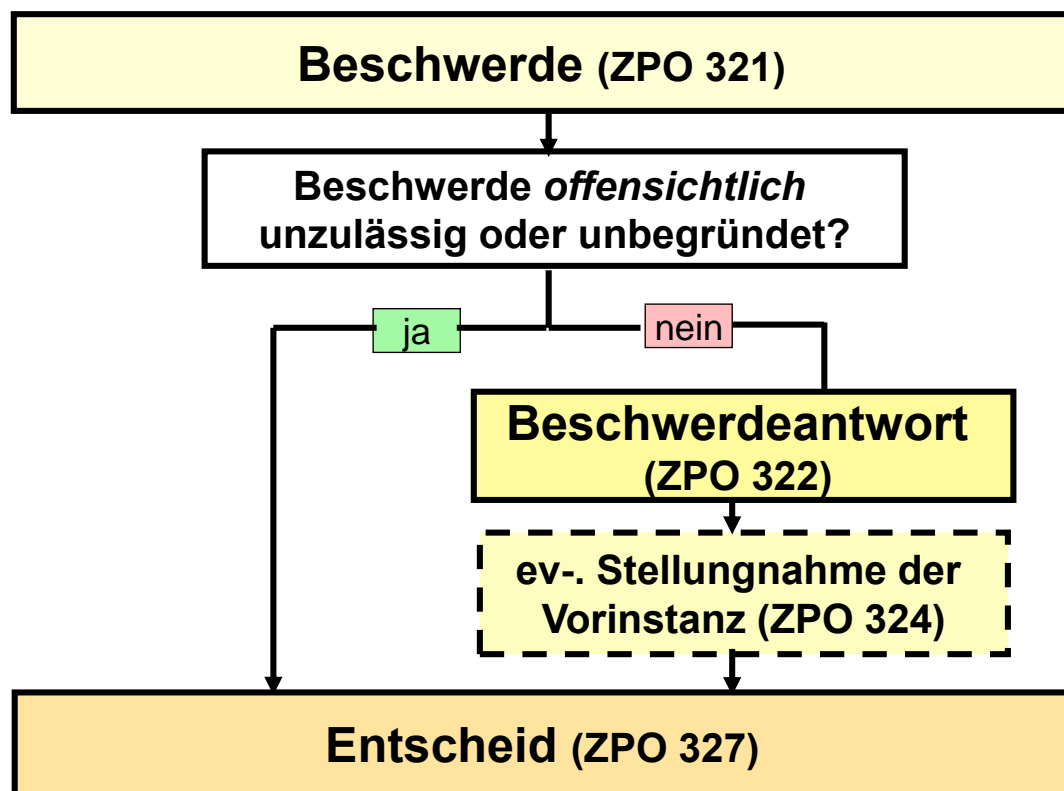 Beschwerde (ZPO 321)
Beschwerde offensichtlich
unzulässig oder unbegründet?
ja
nein
Beschwerdeantwort
(ZPO 322)
ev-. Stellungnahme der
Vorinstanz (ZPO 324)
Entscheid (ZPO 327)